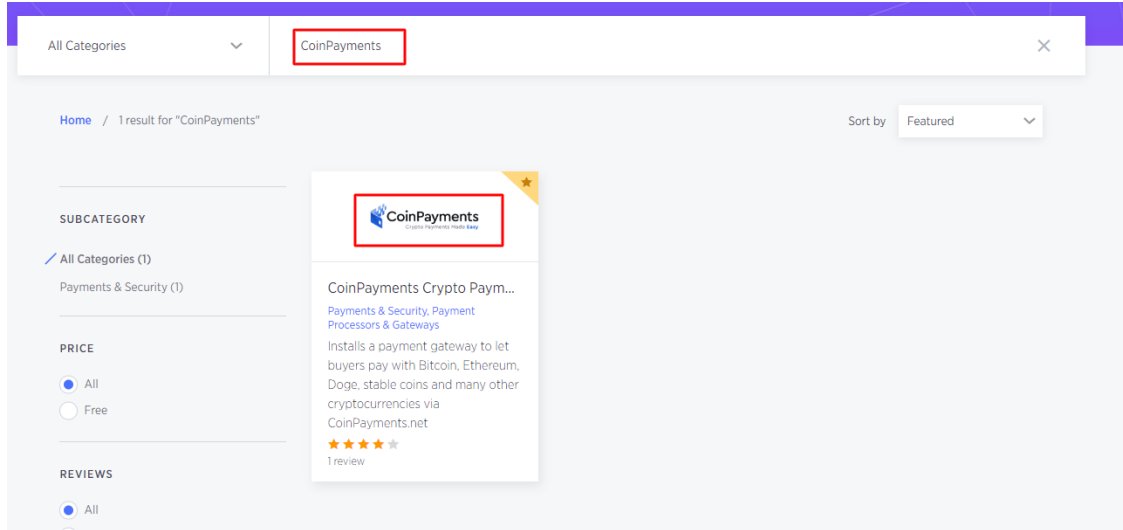 All Categories
CoinPayments
Home / 1 result for "CoinPayments"
Sort by Featured
SUBCATEGORY
All Categories (1)
Payments & Security (1)
PRICE
All
Free
REVIEWS
All
CoinPayments
Crypto Payments Made Easy
CoinPayments Crypto Paym...
Payments & Security, Payment
Processors & Gateways
Installs a payment gateway to let
buyers pay with Bitcoin, Ethereum,
Doge, stable coins and many other
cryptocurrencies via
CoinPayments.net
1 review